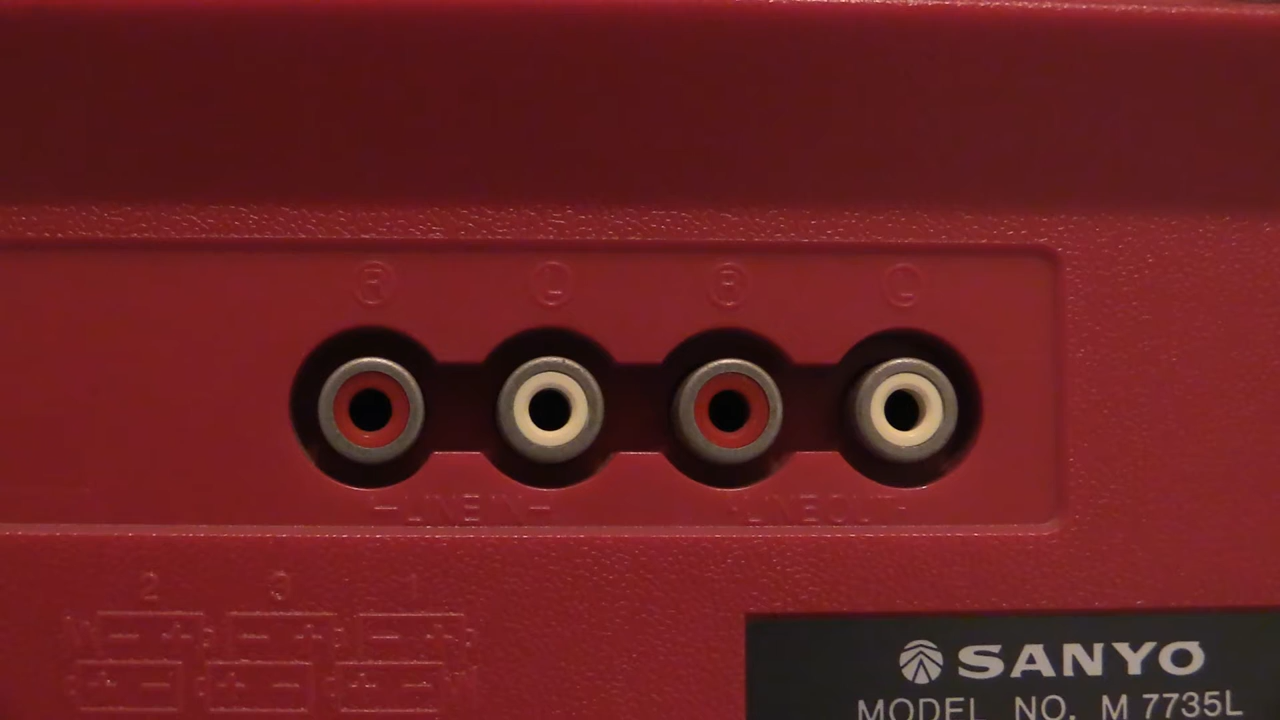 R L R L
LINE IN LINE OUT
2 3 1
SANYO
MODEL NO. M 7735L